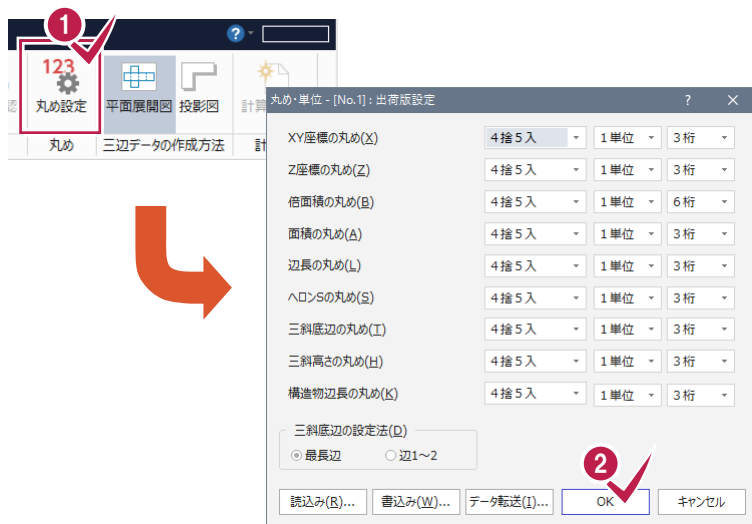 1
?
123
丸め設定
平面展開図
投影図
計算
丸め
三辺データの作成方法
計
丸め・単位 - [No.1] : 出荷版設定
? ×
XY座標の丸め(X) 4捨5入 1単位 3桁
Z座標の丸め(Z) 4捨5入 1単位 3桁
倍面積の丸め(B) 4捨5入 1単位 6桁
面積の丸め(A) 4捨5入 1単位 3桁
辺長の丸め(L) 4捨5入 1単位 3桁
ヘロンSの丸め(S) 4捨5入 1単位 3桁
三斜底辺の丸め(T) 4捨5入 1単位 3桁
三斜高さの丸め(H) 4捨5入 1単位 3桁
構造物辺長の丸め(K) 4捨5入 1単位 3桁
三斜底辺の設定法(D)
最長辺 辺1～2
2
読込み(R)... 書込み(W)... データ転送(I)... OK キャンセル